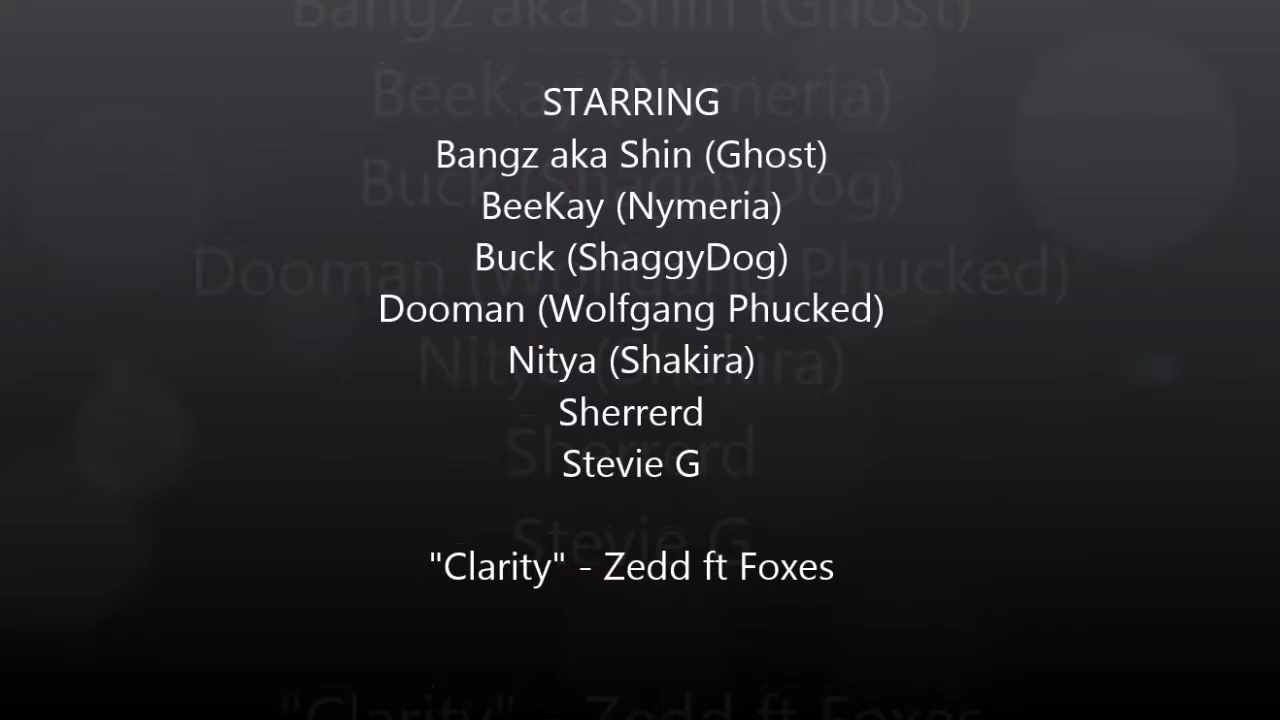 STARRING
Bangz aka Shin (Ghost)
BeeKay (Nymeria)
Buck (ShaggyDog)
Dooman (Wolfgang Phucked)
Nitya (Shakira)
Sherrerd
Stevie G
"Clarity" - Zedd ft Foxes